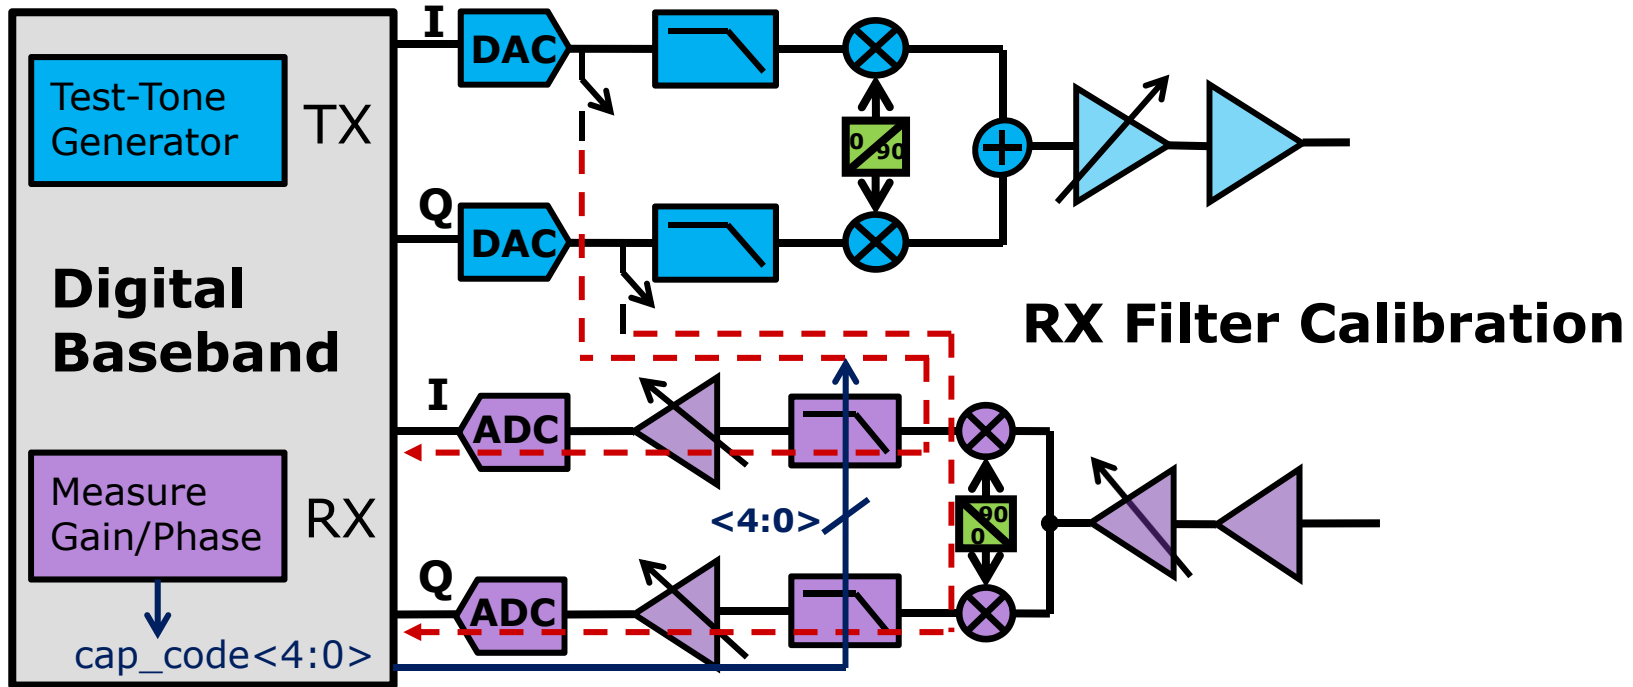 I
DAC
Test-Tone
Generator
TX
0
90
Q
DAC
Digital
Baseband
RX Filter Calibration
I
ADC
Measure
Gain/Phase
RX
<4:0>
90
0
Q
ADC
cap_code<4:0>